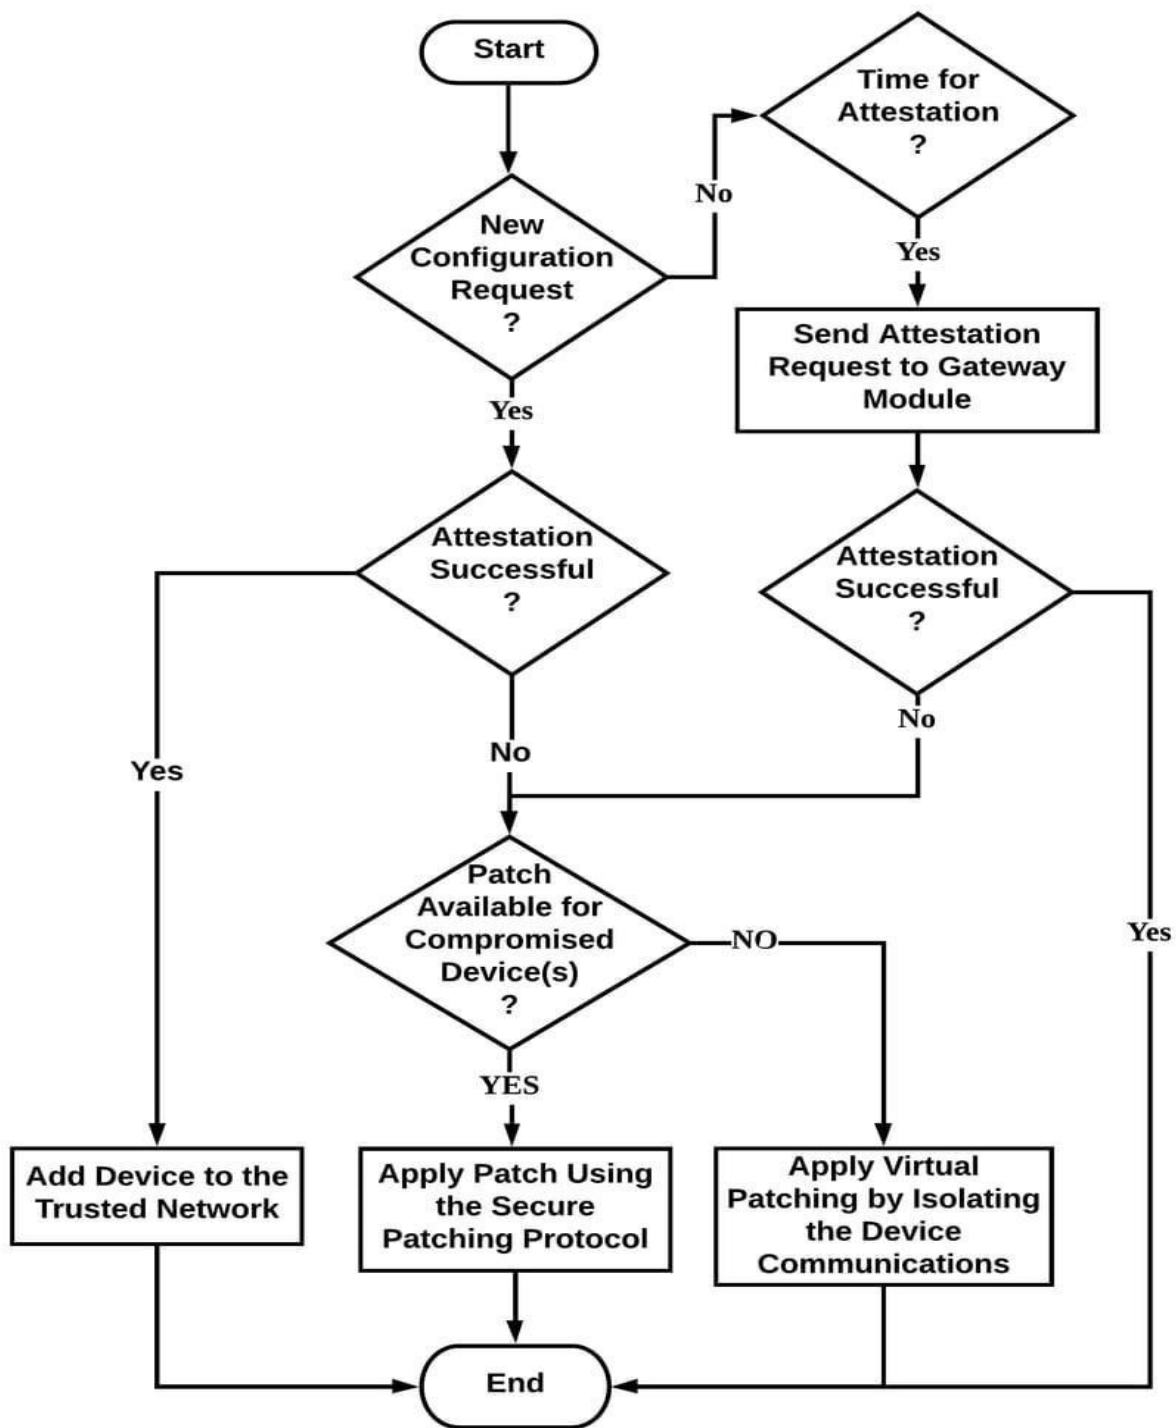 Start
Time for
Attestation
?
No
New
Configuration
Request
?
Yes
Send Attestation
Request to Gateway
Module
Yes
Attestation
Successful
?
Attestation
Successful
?
No
No
Yes
Patch
Available for
Compromised
Device(s)
?
NO
Yes
YES
Add Device to the
Trusted Network
Apply Patch Using
the Secure
Patching Protocol
Apply Virtual
Patching by Isolating
the Device
Communications
End